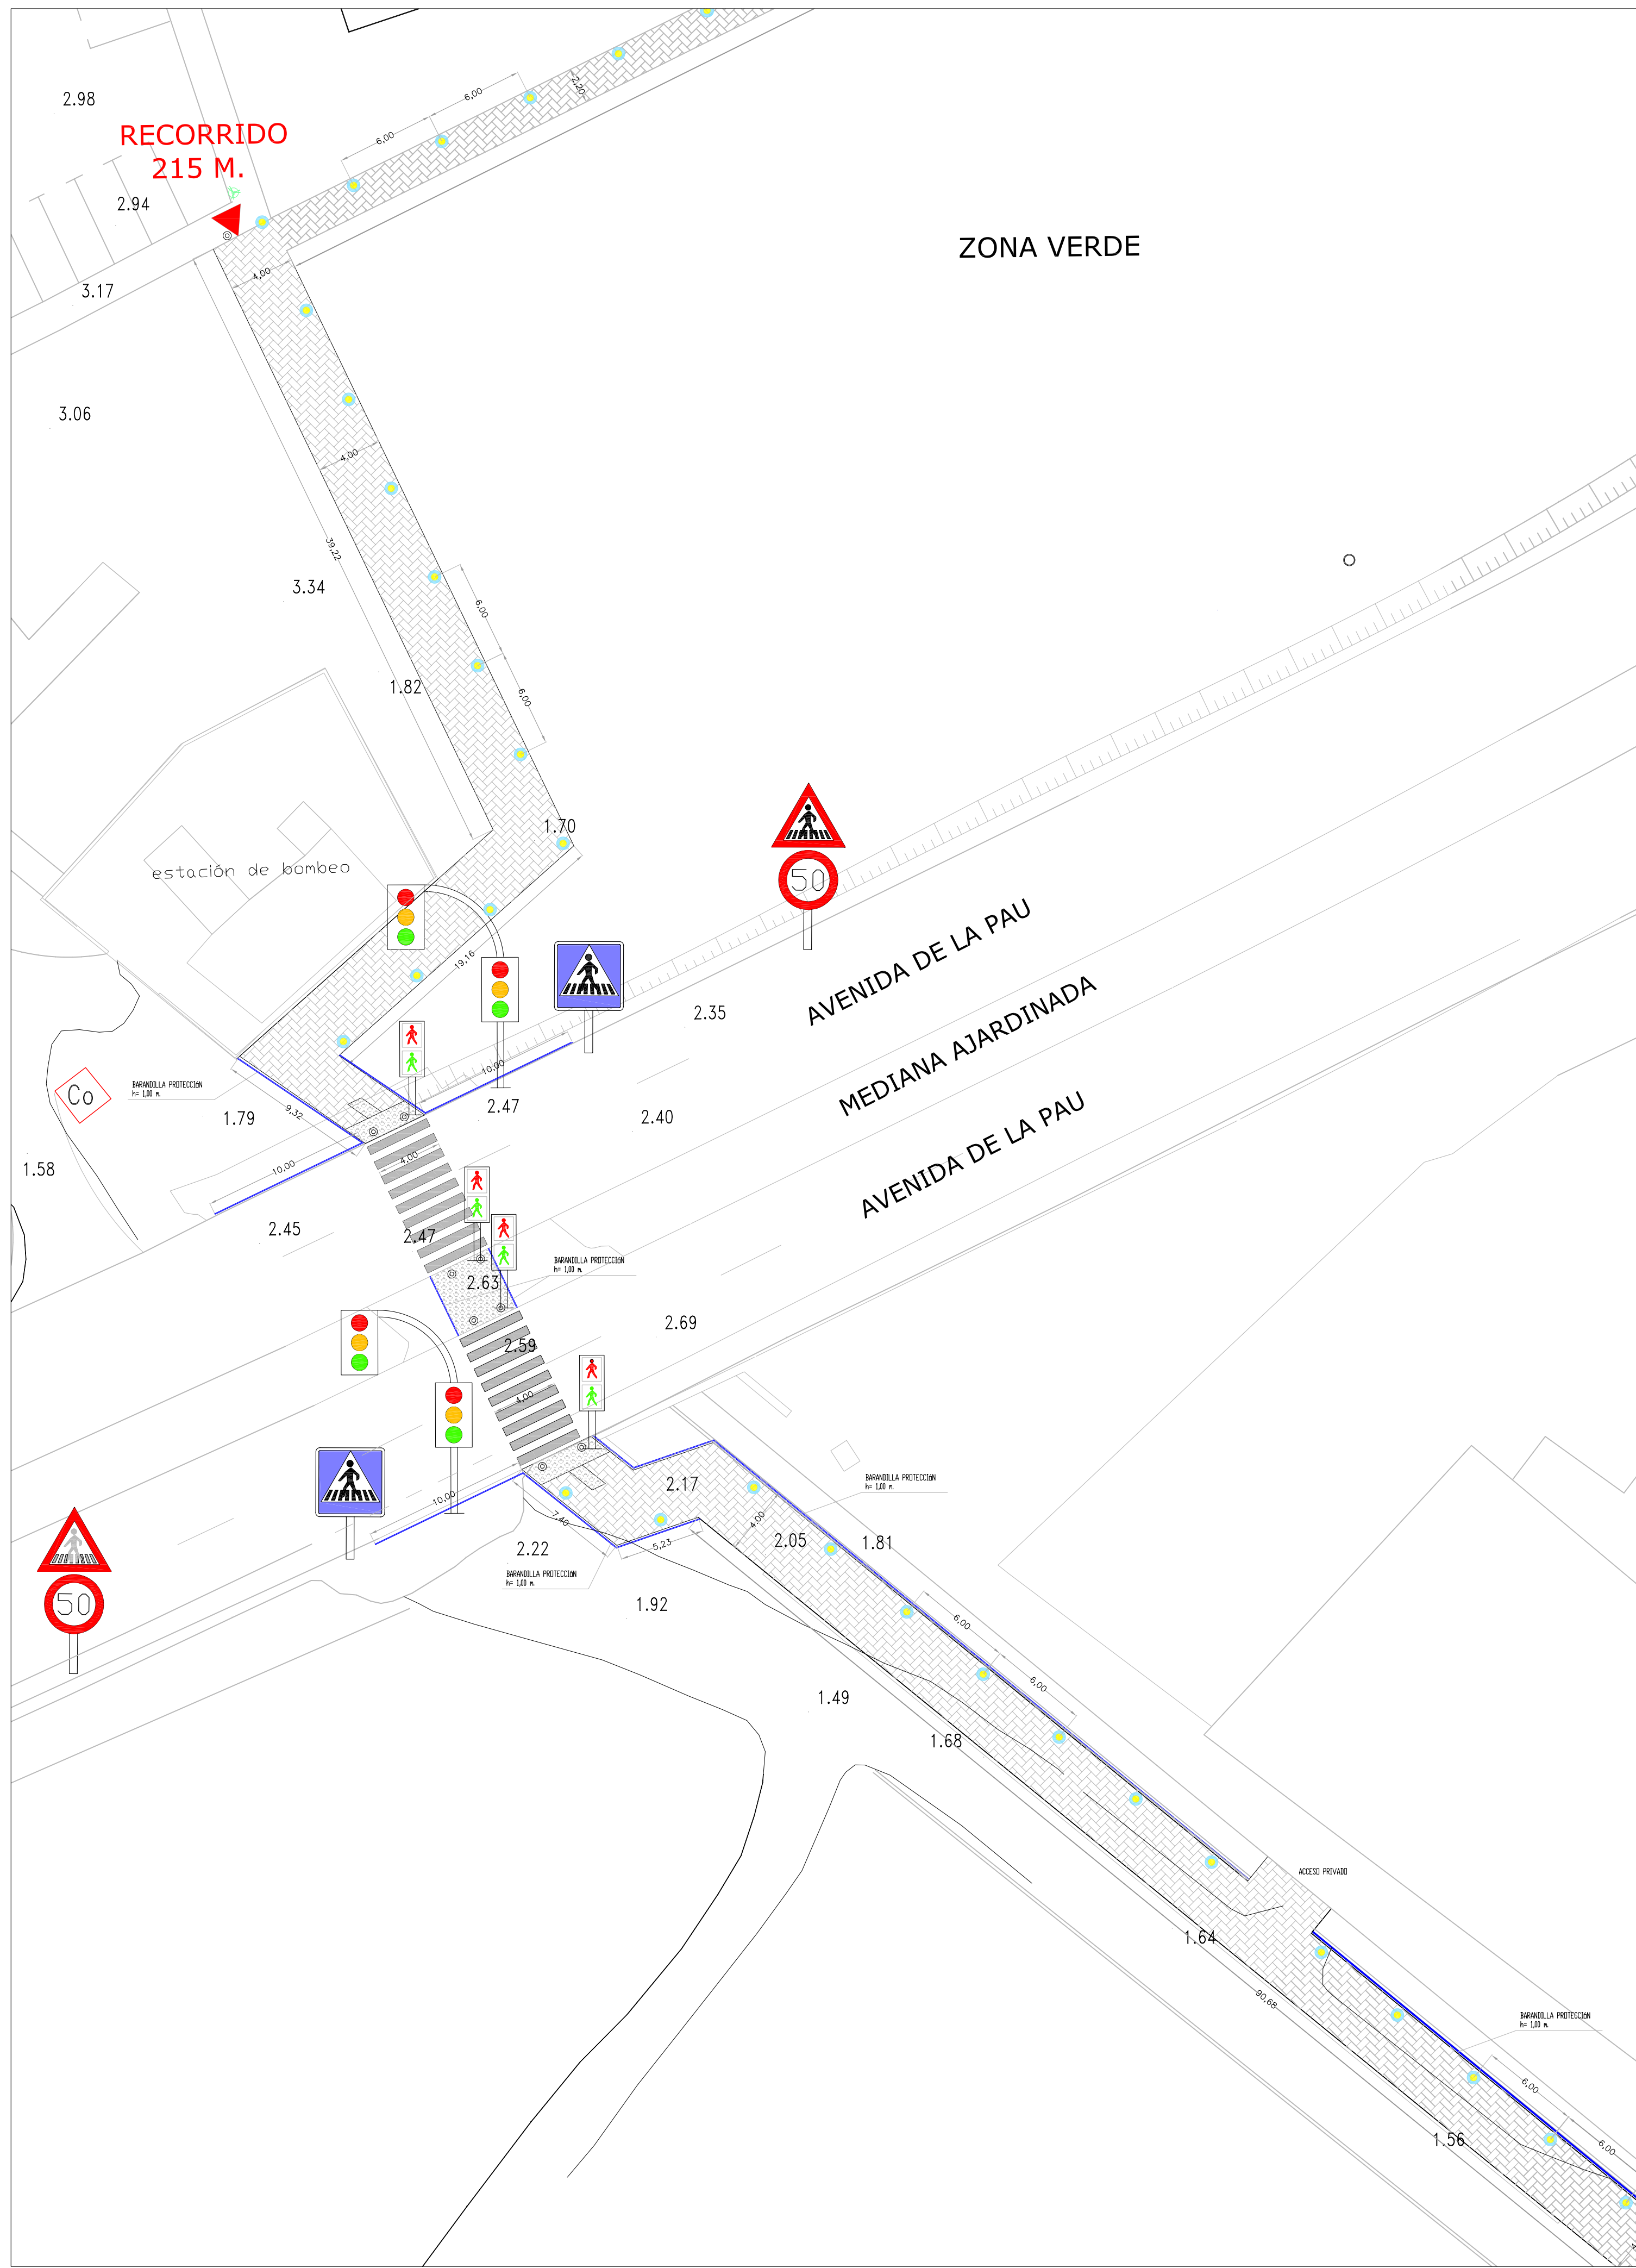 2,20
6,00
2.98
RECORRIDO
6,00
215 M.
2.94
ZONA VERDE
4,00
3.17
3.06
4,00
39,22
3.34
6,00
1.82
6,00
1.70
estación de bombeo
50
19,16
AVENIDA DE LA PAU
2.35
MEDIANA AJARDINADA
10,00
BARANDILLA PROTECCIóN
h= 1,00 m.
Co
2.47
9,32
1.79
2.40
AVENIDA DE LA PAU
4,00
10,00
1.58
2.45
2.47
BARANDILLA PROTECCIóN
h= 1,00 m.
2.63
2.69
2.59
4,00
BARANDILLA PROTECCIóN
h= 1,00 m.
2.17
10,00
7,40
4,00
2.05
1.81
5,23
2.22
BARANDILLA PROTECCIóN
h= 1,00 m.
50
1.92
6,00
6,00
1.49
1.68
ACCESO PRIVADO
1.64
90,68
BARANDILLA PROTECCIóN
h= 1,00 m.
6,00
1.56
6,00